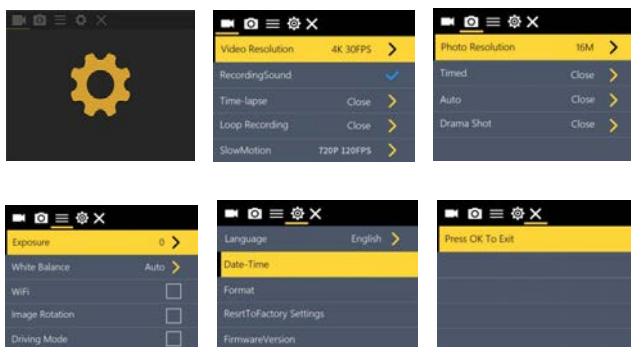 Video Resolution 4K 30FPS
RecordingSound
Time-lapse Close
Loop Recording Close
SlowMotion 720P 120FPS
Photo Resolution 16M
Timed Close
Auto Close
Drama Shot Close
Exposure 0
White Balance Auto
WiFi
Image Rotation
Driving Mode
Language English
Date-Time
Format
ResrtToFactory Settings
FirmwareVersion
Press OK To Exit